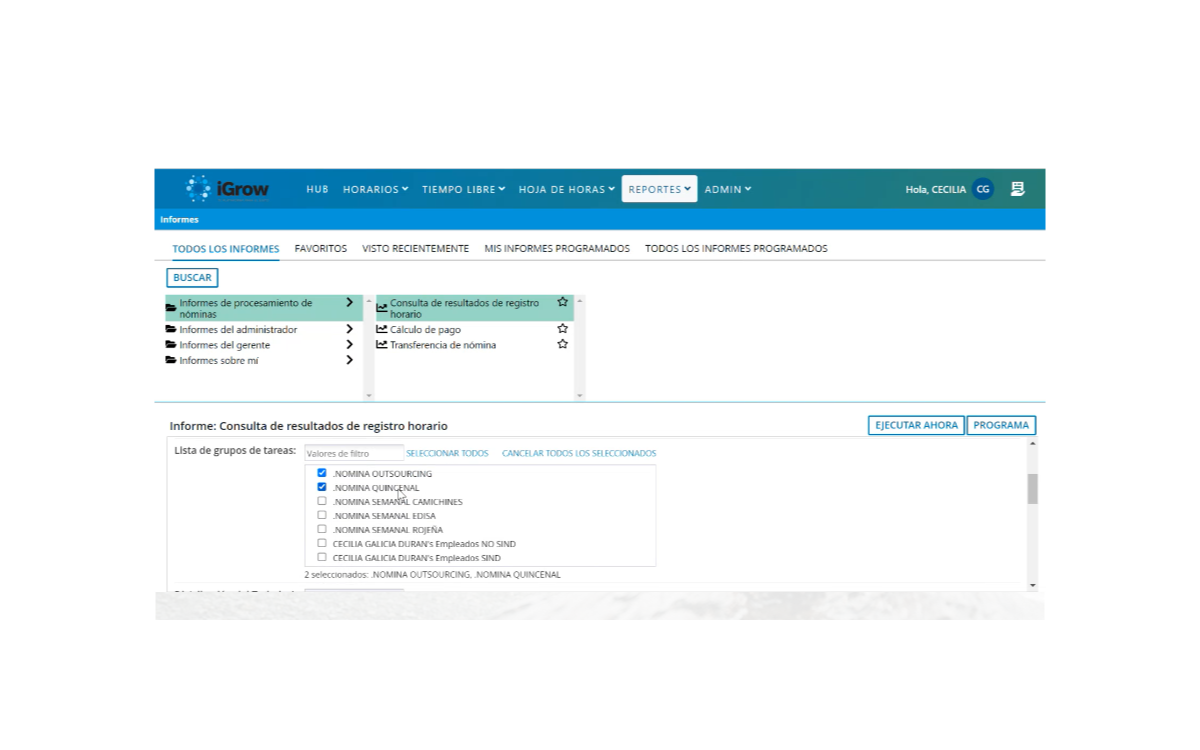 iGrow
HUB HORARIOS TIEMPO LIBRE HOJA DE HORAS REPORTES ADMIN
Hola, CECILIA CG
Informes
TODOS LOS INFORMES FAVORITOS VISTO RECIENTEMENTE MIS INFORMES PROGRAMADOS TODOS LOS INFORMES PROGRAMADOS
BUSCAR
Informes de procesamiento de
nóminas
Informes del administrador
Informes del gerente
Informes sobre mí
Consulta de resultados de registro
horario
Cálculo de pago
Transferencia de nómina
Informe: Consulta de resultados de registro horario
EJECUTAR AHORA PROGRAMA
Lista de grupos de tareas: Valores de filtro SELECCIONAR TODOS CANCELAR TODOS LOS SELECCIONADOS
.NOMINA OUTSOURCING
.NOMINA QUINCENAL
.NOMINA SEMANAL CAMICHINES
.NOMINA SEMANAL EDISA
.NOMINA SEMANAL ROJEÑA
CECILIA GALICIA DURAN's Empleados NO SIND
CECILIA GALICIA DURAN's Empleados SIND
2 seleccionados: .NOMINA OUTSOURCING, .NOMINA QUINCENAL